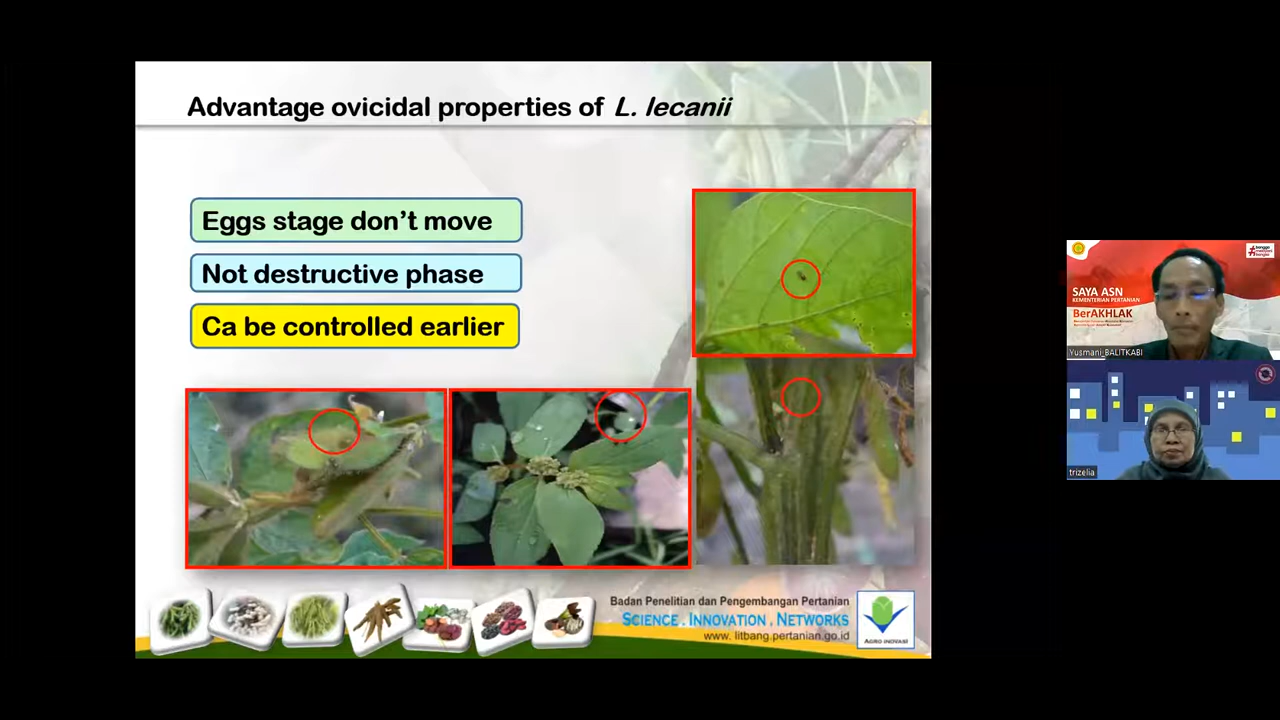 Advantage ovicidal properties of L. lecanii
Eggs stage don't move
Not destructive phase
Ca be controlled earlier
Badan Penelitian dan Pengembangan Pertanian
SCIENCE . INNOVATION . NETWORKS
www. litbang.pertanian.go.id
AGRO INOVASI
SAYA ASN
KEMENTERIAN PERTANIAN
BerAKHLAK
Yusmani_BALITKABI
trizelia